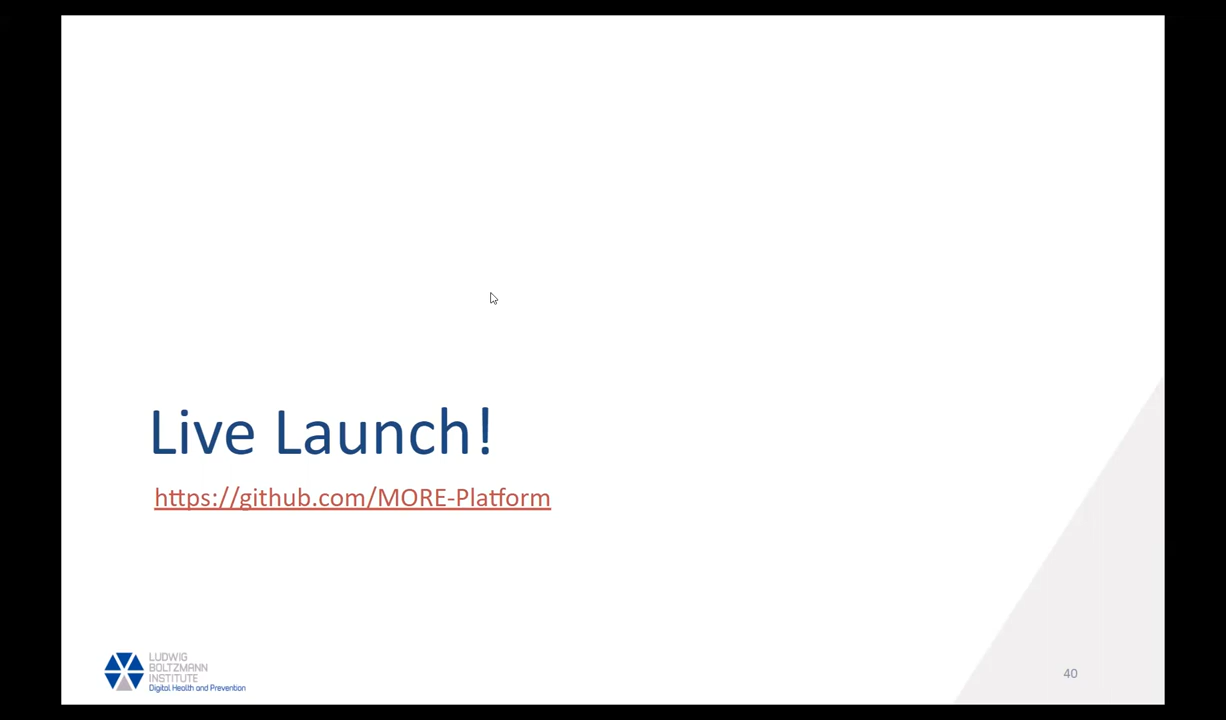 Live Launch!
https://github.com/MORE-Platform
LUDWIG
BOLTZMANN
INSTITUTE
Digital Health and Prevention
40